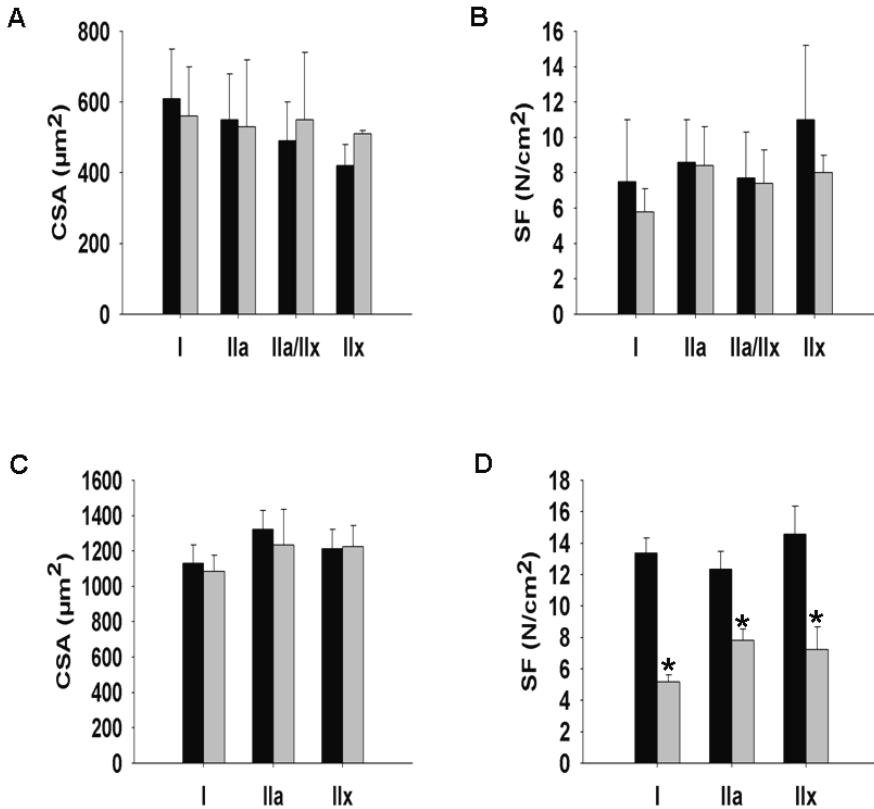 A
CSA (µm²)
800
600
400
200
0
I IIa IIa/IIx IIx
B
SF (N/cm²)
16
14
12
10
8
6
4
2
0
I IIa IIa/IIx IIx
C
CSA (µm²)
1600
1400
1200
1000
800
600
400
200
0
I IIa IIx
D
SF (N/cm²)
18
16
14
12
10
8
6
4
2
0
* * *
I IIa IIx